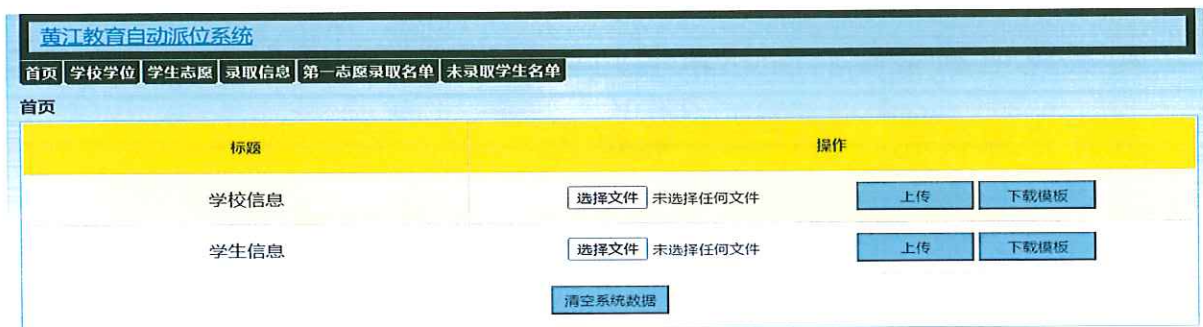 黄江教育自动派位系统
首页 学校学位 学生志愿 录取信息 第一志愿录取名单 未录取学生名单
首页
标题 操作
学校信息 选择文件 未选择任何文件 上传 下载模板
学生信息 选择文件 未选择任何文件 上传 下载模板
清空系统数据